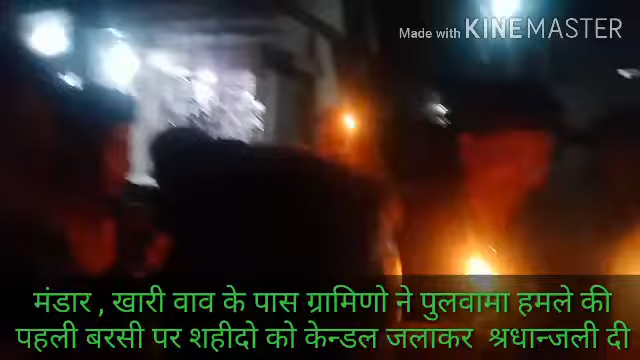 Made with KINEMASTER
मंडार , खारी वाव के पास ग्रामिणो ने पुलवामा हमले की
पहली बरसी पर शहीदो को केन्डल जलाकर श्रधान्जली दी